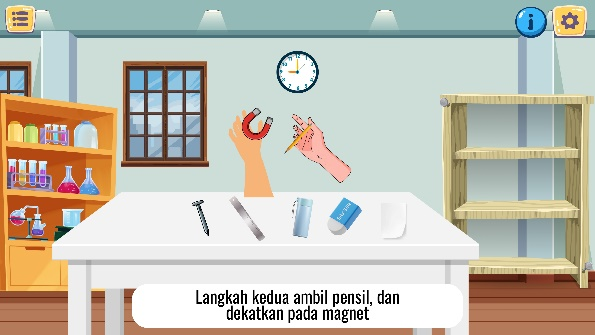 Langkah kedua ambil pensil, dan
dekatkan pada magnet